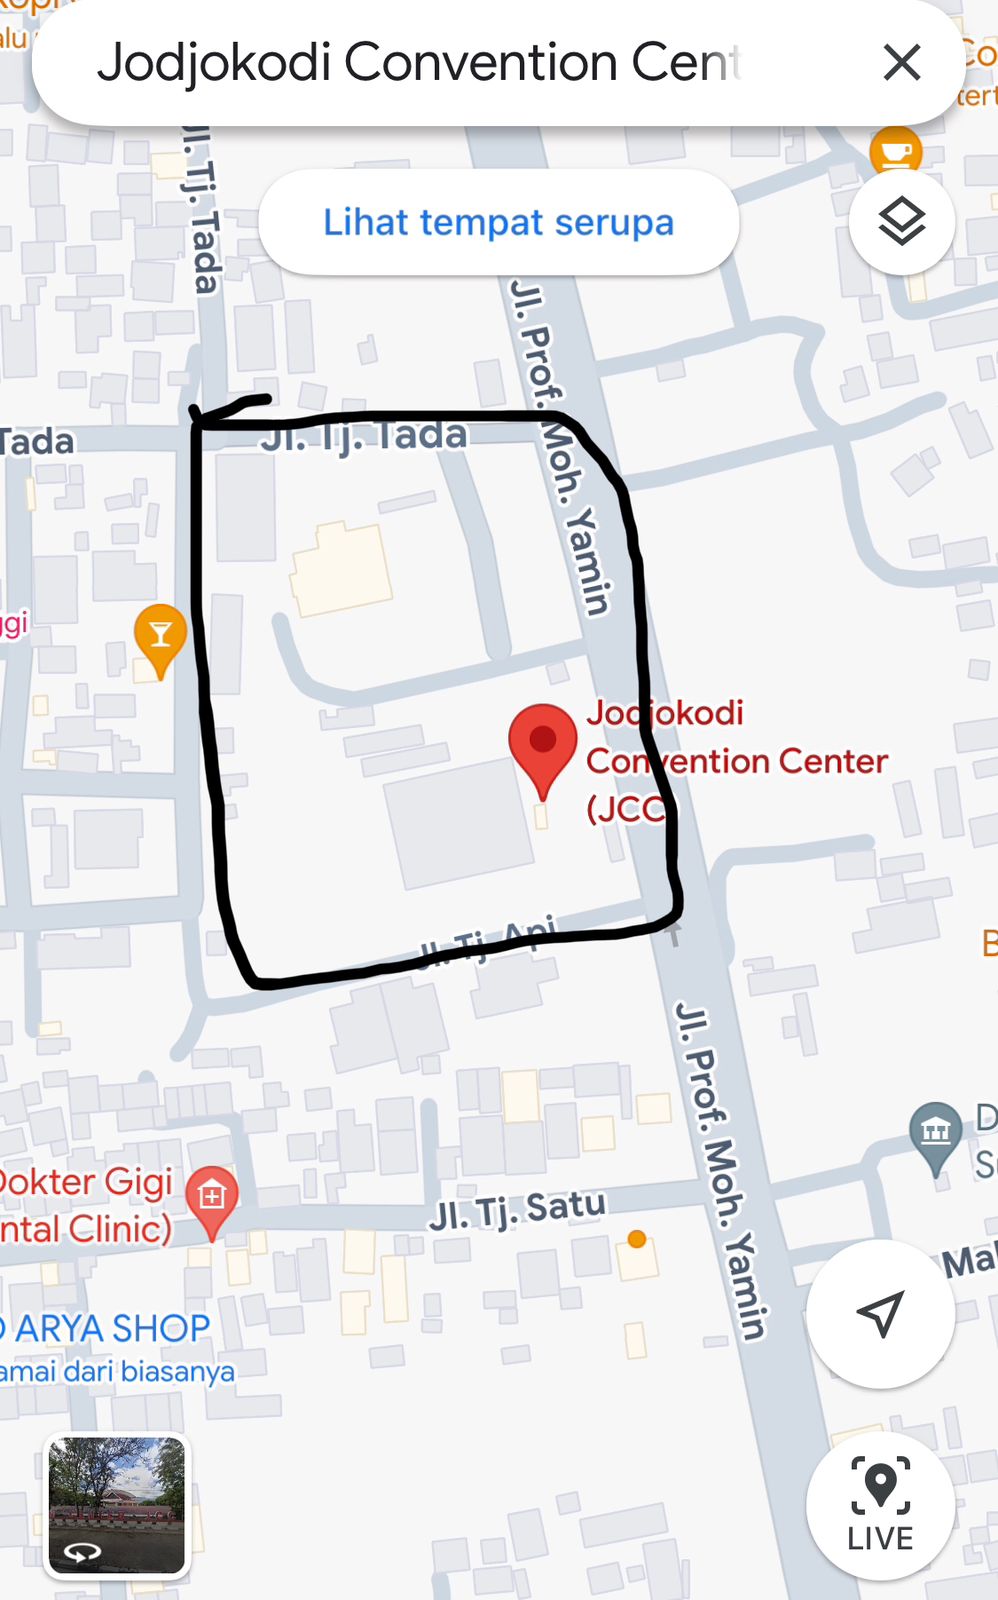 Jodjokodi Convention Cent
Lihat tempat serupa
Jl. Tj. Tada
Jl. Prof. Moh. Yamin
Tada
Jl. Tj. Tada
Jodjokodi
Convention Center
(JCC)
Jl. Tj. Api
Jl. Prof. Moh. Yamin
Dokter Gigi
ntal Clinic)
Jl. Tj. Satu
ARYA SHOP
amai dari biasanya
LIVE